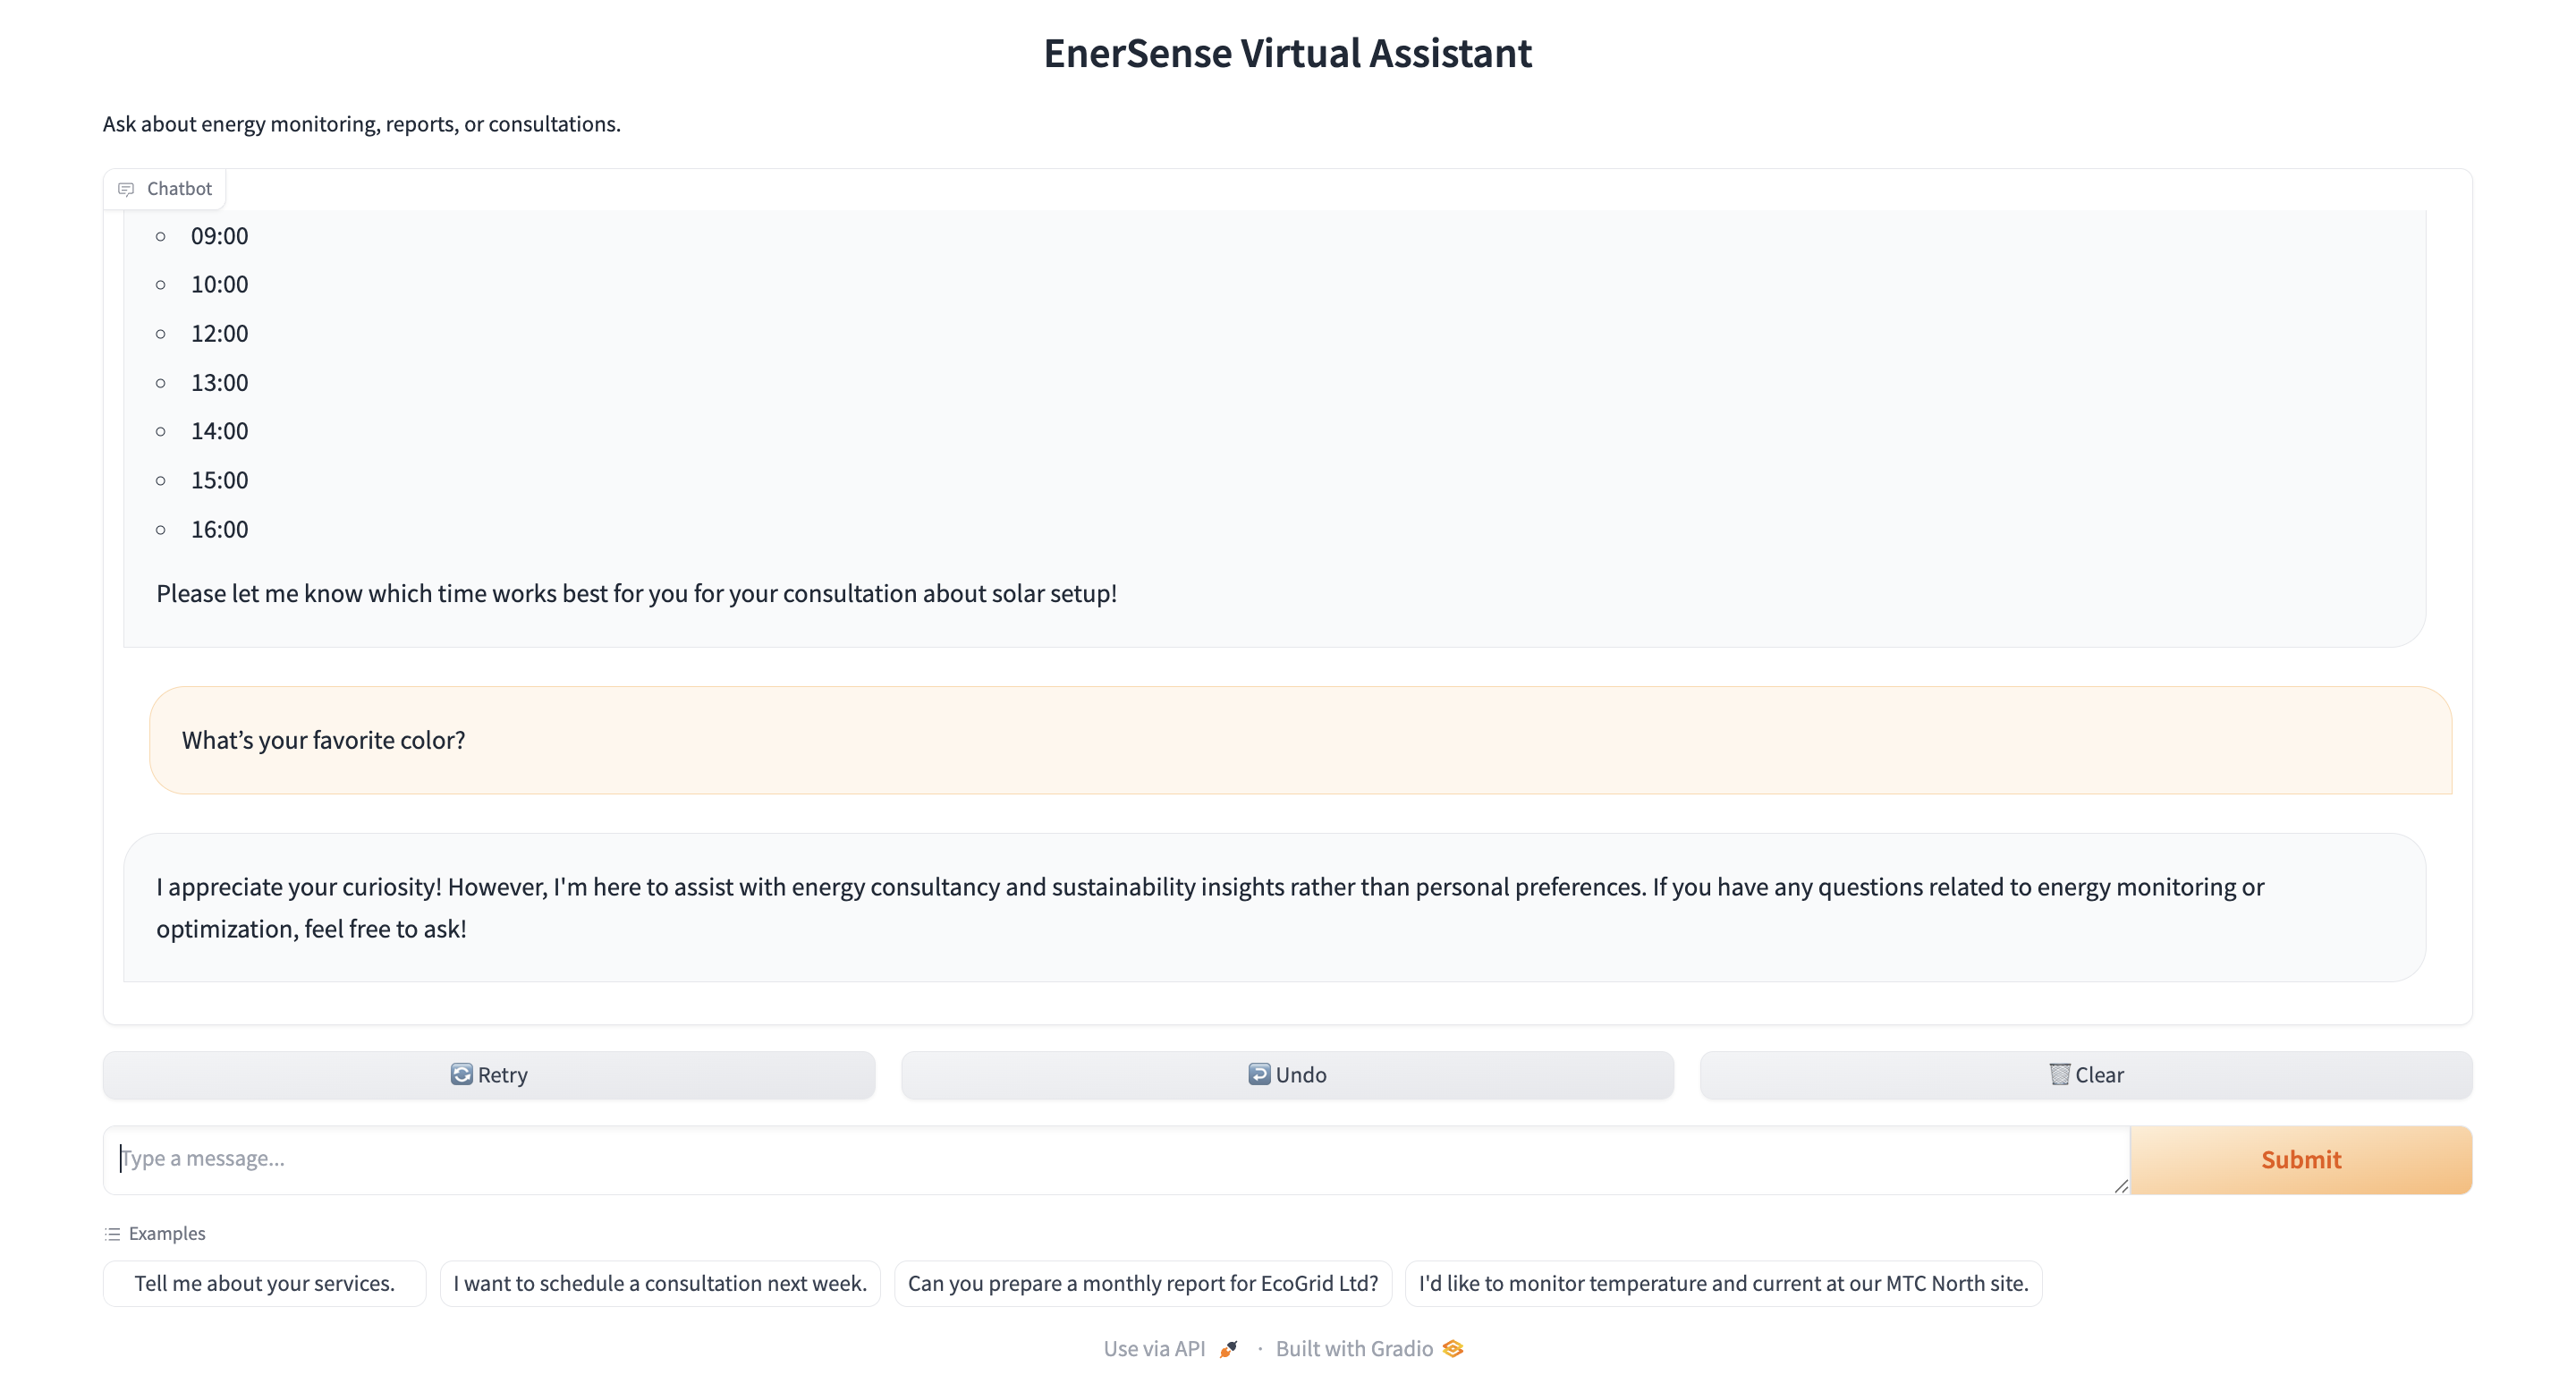 EnerSense Virtual Assistant
Ask about energy monitoring, reports, or consultations.
Chatbot
09:00
10:00
12:00
13:00
14:00
15:00
16:00
Please let me know which time works best for you for your consultation about solar setup!
What’s your favorite color?
I appreciate your curiosity! However, I'm here to assist with energy consultancy and sustainability insights rather than personal preferences. If you have any questions related to energy monitoring or
optimization, feel free to ask!
Retry
Undo
Clear
Type a message...
Submit
Examples
Tell me about your services.
I want to schedule a consultation next week.
Can you prepare a monthly report for EcoGrid Ltd?
I'd like to monitor temperature and current at our MTC North site.
Use via API · Built with Gradio